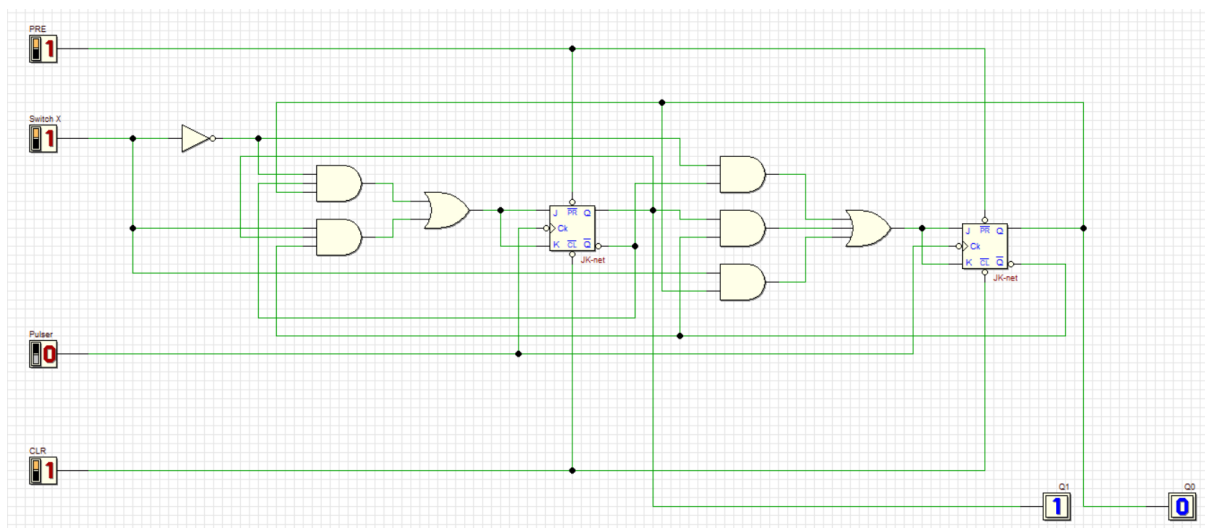 PRE
1
Switch X
1
J PR Q
Ck
K CL Q
JK-net
J PR Q
Ck
K CL Q
JK-net
Pulser
0
CLR
1
Q1
1
Q0
0